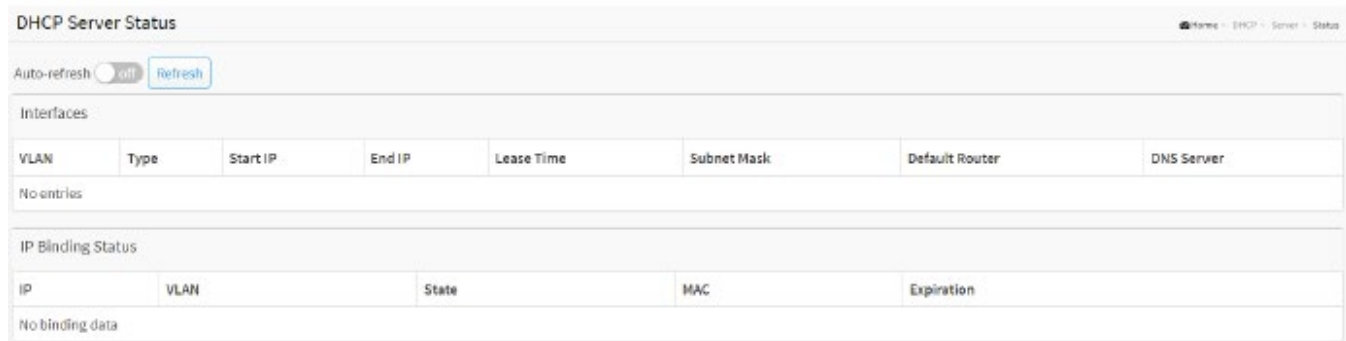 DHCP Server Status
Home - DHCP - Server - Status
Auto-refresh off Refresh
Interfaces
VLAN Type Start IP End IP Lease Time Subnet Mask Default Router DNS Server
No entries
IP Binding Status
IP VLAN State MAC Expiration
No binding data